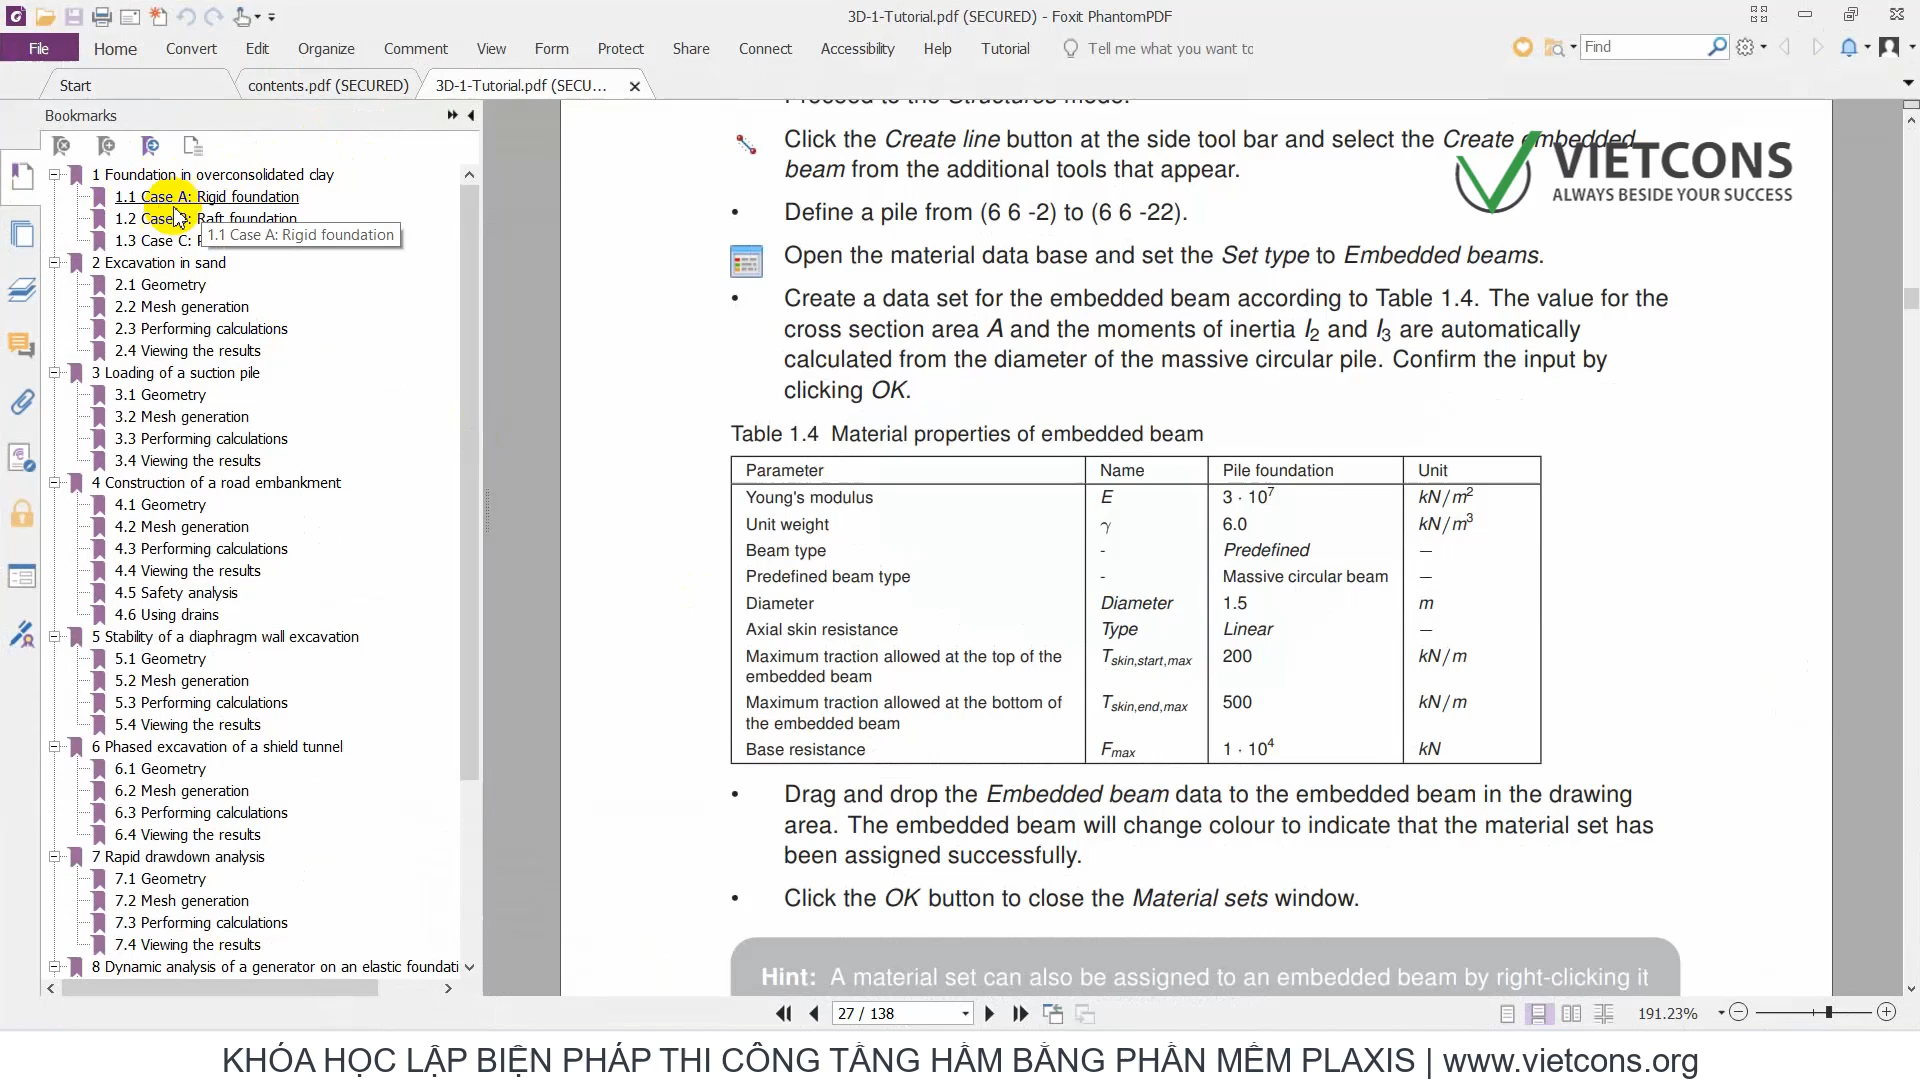 3D-1-Tutorial.pdf (SECURED) - Foxit PhantomPDF
File Home Convert Edit Organize Comment View Form Protect Share Connect Accessibility Help Tutorial Tell me what you want tc Find
Start contents.pdf (SECURED) 3D-1-Tutorial.pdf (SECU...
Bookmarks
1 Foundation in overconsolidated clay
1.1 Case A: Rigid foundation
1.2 Case B: Raft foundation
1.3 Case C:
1.1 Case A: Rigid foundation
2 Excavation in sand
2.1 Geometry
2.2 Mesh generation
2.3 Performing calculations
2.4 Viewing the results
3 Loading of a suction pile
3.1 Geometry
3.2 Mesh generation
3.3 Performing calculations
3.4 Viewing the results
4 Construction of a road embankment
4.1 Geometry
4.2 Mesh generation
4.3 Performing calculations
4.4 Viewing the results
4.5 Safety analysis
4.6 Using drains
5 Stability of a diaphragm wall excavation
5.1 Geometry
5.2 Mesh generation
5.3 Performing calculations
5.4 Viewing the results
6 Phased excavation of a shield tunnel
6.1 Geometry
6.2 Mesh generation
6.3 Performing calculations
6.4 Viewing the results
7 Rapid drawdown analysis
7.1 Geometry
7.2 Mesh generation
7.3 Performing calculations
7.4 Viewing the results
8 Dynamic analysis of a generator on an elastic foundati
Proceed to the Structures mode.
Click the Create line button at the side tool bar and select the Create embedded
beam from the additional tools that appear.
VIETCONS
ALWAYS BESIDE YOUR SUCCESS
• Define a pile from (6 6 -2) to (6 6 -22).
Open the material data base and set the Set type to Embedded beams.
• Create a data set for the embedded beam according to Table 1.4. The value for the
cross section area A and the moments of inertia I₂ and I₃ are automatically
calculated from the diameter of the massive circular pile. Confirm the input by
clicking OK.
Table 1.4 Material properties of embedded beam
Parameter Name Pile foundation Unit
Young's modulus E 3 · 10⁷ kN/m²
Unit weight γ 6.0 kN/m³
Beam type - Predefined —
Predefined beam type - Massive circular beam —
Diameter Diameter 1.5 m
Axial skin resistance Type Linear —
Maximum traction allowed at the top of the T skin,start,max 200 kN/m
embedded beam
Maximum traction allowed at the bottom of T skin,end,max 500 kN/m
the embedded beam
Base resistance F max 1 · 10⁴ kN
• Drag and drop the Embedded beam data to the embedded beam in the drawing
area. The embedded beam will change colour to indicate that the material set has
been assigned successfully.
• Click the OK button to close the Material sets window.
Hint: A material set can also be assigned to an embedded beam by right-clicking it
27 / 138 191.23%
KHÓA HỌC LẬP BIỆN PHÁP THI CÔNG TẦNG HẦM BẰNG PHẦN MỀM PLAXIS | www.vietcons.org